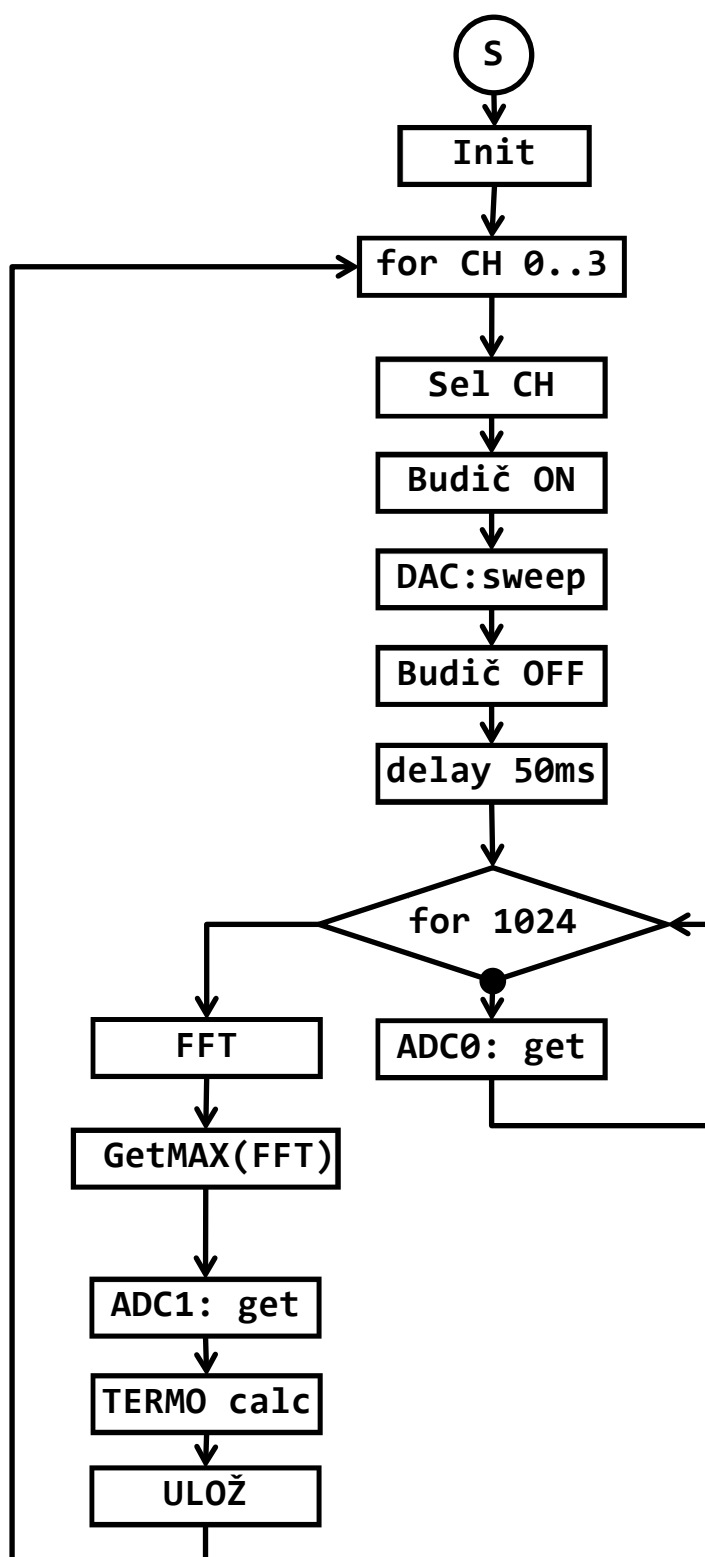 S
Init
for CH 0..3
Sel CH
Budič ON
DAC:sweep
Budič OFF
delay 50ms
for 1024
FFT
ADC0: get
GetMAX(FFT)
ADC1: get
TERMO calc
ULOŽ